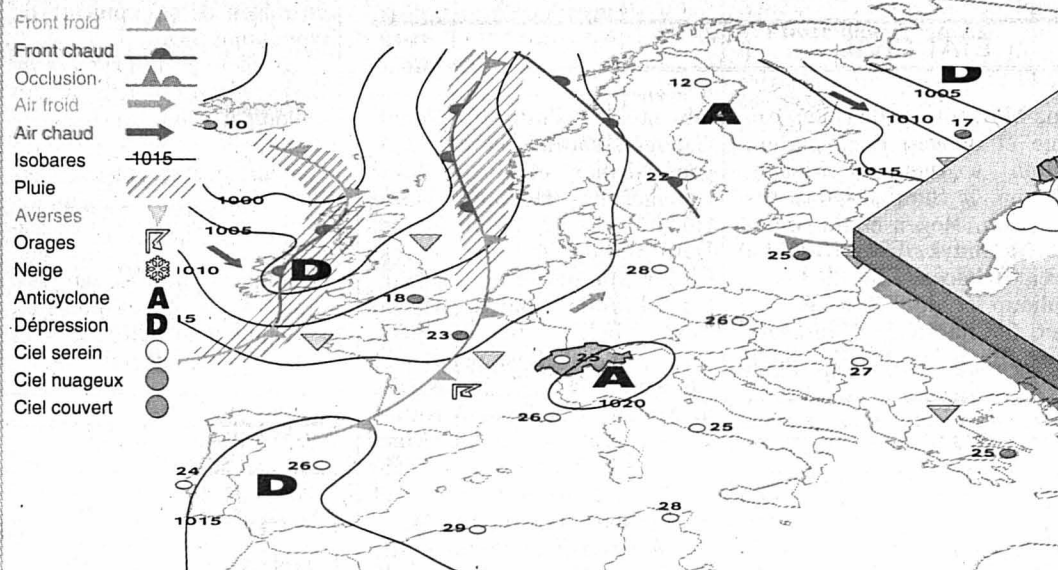 Front froid
Front chaud
Occlusion
Air froid
Air chaud
Isobares 1015
Pluie
Averses
Orages
Neige
Anticyclone A
Dépression D
Ciel serein
Ciel nuageux
Ciel couvert
10
1000
1005
1010
15
D
18
23
12
A
22
D
1005
1010
17
1015
25
28
26
25
A
1020
26
25
27
25
24
26
D
1015
29
28